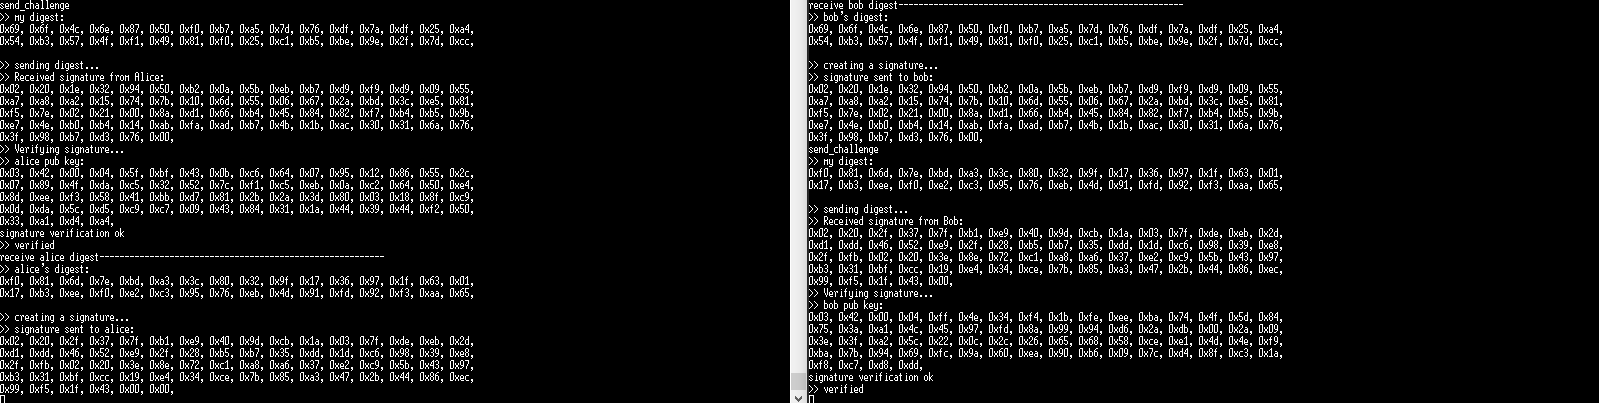 send_challenge
>> my digest:
0x69, 0x6f, 0x4c, 0x6e, 0x87, 0x50, 0xf0, 0xb7, 0xa5, 0x7d, 0x76, 0xdf, 0x7a, 0xdf, 0x25, 0xa4,
0x54, 0xb3, 0x57, 0x4f, 0xf1, 0x49, 0x81, 0xf0, 0x25, 0xc1, 0xb5, 0xbe, 0x9e, 0x2f, 0x7d, 0xcc,
>> sending digest...
>> Received signature from Alice:
0x02, 0x20, 0x1e, 0x32, 0x94, 0x50, 0xb2, 0x0a, 0x5b, 0xeb, 0xb7, 0xd9, 0xf9, 0xd9, 0x09, 0x55,
0xa7, 0xa8, 0xa2, 0x15, 0x74, 0x7b, 0x10, 0x6d, 0x55, 0x06, 0x67, 0x2a, 0xbd, 0x3c, 0xe5, 0x81,
0xf5, 0x7e, 0x02, 0x21, 0x00, 0x8a, 0xd1, 0x66, 0xb4, 0x45, 0x84, 0x82, 0xf7, 0xb4, 0xb5, 0x9b,
0xe7, 0x4e, 0xb0, 0xb4, 0x14, 0xab, 0xfa, 0xad, 0xb7, 0x4b, 0x1b, 0xac, 0x30, 0x31, 0x6a, 0x76,
0x3f, 0x98, 0xb7, 0xd3, 0x76, 0x00,
>> Verifying signature...
>> alice pub key:
0x03, 0x42, 0x00, 0x04, 0x5f, 0xbf, 0x43, 0x0b, 0xc6, 0x64, 0x07, 0x95, 0x12, 0x86, 0x55, 0x2c,
0x07, 0x89, 0x4f, 0xda, 0xc5, 0x32, 0x52, 0x7c, 0xf1, 0xc5, 0xeb, 0x0a, 0xc2, 0x64, 0x50, 0xe4,
0x8d, 0xee, 0xf3, 0x58, 0x41, 0xbb, 0xd7, 0x81, 0x2b, 0x2a, 0x3d, 0x80, 0x03, 0x18, 0x8f, 0xc9,
0x0d, 0xda, 0x5c, 0xd5, 0xc9, 0xc7, 0x09, 0x43, 0x84, 0x31, 0x1a, 0x44, 0x39, 0x44, 0xf2, 0x50,
0x33, 0xa1, 0xd4, 0xa4,
signature verification ok
>> verified
receive alice digest--------------------------------------------------------
>> alice's digest:
0xf0, 0x81, 0x6d, 0x7e, 0xbd, 0xa3, 0x3c, 0x80, 0x32, 0x9f, 0x17, 0x36, 0x97, 0x1f, 0x63, 0x01,
0x17, 0xb3, 0xee, 0xf0, 0xe2, 0xc3, 0x95, 0x76, 0xeb, 0x4d, 0x91, 0xfd, 0x92, 0xf3, 0xaa, 0x65,
>> creating a signature...
>> signature sent to alice:
0x02, 0x20, 0x2f, 0x37, 0x7f, 0xb1, 0xe9, 0x40, 0x9d, 0xcb, 0x1a, 0x03, 0x7f, 0xde, 0xeb, 0x2d,
0xd1, 0xdd, 0x46, 0x52, 0xe9, 0x2f, 0x28, 0xb5, 0xb7, 0x35, 0xdd, 0x1d, 0xc6, 0x98, 0x39, 0xe8,
0x2f, 0xfb, 0x02, 0x20, 0x3e, 0x8e, 0x72, 0xc1, 0xa8, 0xa6, 0x37, 0xe2, 0xc9, 0x5b, 0x43, 0x97,
0xb3, 0x31, 0xbf, 0xcc, 0x19, 0xe4, 0x34, 0xce, 0x7b, 0x85, 0xa3, 0x47, 0x2b, 0x44, 0x86, 0xec,
0x99, 0xf5, 0x1f, 0x43, 0x00, 0x00,
receive bob digest--------------------------------------------------------
>> bob's digest:
0x69, 0x6f, 0x4c, 0x6e, 0x87, 0x50, 0xf0, 0xb7, 0xa5, 0x7d, 0x76, 0xdf, 0x7a, 0xdf, 0x25, 0xa4,
0x54, 0xb3, 0x57, 0x4f, 0xf1, 0x49, 0x81, 0xf0, 0x25, 0xc1, 0xb5, 0xbe, 0x9e, 0x2f, 0x7d, 0xcc,
>> creating a signature...
>> signature sent to bob:
0x02, 0x20, 0x1e, 0x32, 0x94, 0x50, 0xb2, 0x0a, 0x5b, 0xeb, 0xb7, 0xd9, 0xf9, 0xd9, 0x09, 0x55,
0xa7, 0xa8, 0xa2, 0x15, 0x74, 0x7b, 0x10, 0x6d, 0x55, 0x06, 0x67, 0x2a, 0xbd, 0x3c, 0xe5, 0x81,
0xf5, 0x7e, 0x02, 0x21, 0x00, 0x8a, 0xd1, 0x66, 0xb4, 0x45, 0x84, 0x82, 0xf7, 0xb4, 0xb5, 0x9b,
0xe7, 0x4e, 0xb0, 0xb4, 0x14, 0xab, 0xfa, 0xad, 0xb7, 0x4b, 0x1b, 0xac, 0x30, 0x31, 0x6a, 0x76,
0x3f, 0x98, 0xb7, 0xd3, 0x76, 0x00,
send_challenge
>> my digest:
0xf0, 0x81, 0x6d, 0x7e, 0xbd, 0xa3, 0x3c, 0x80, 0x32, 0x9f, 0x17, 0x36, 0x97, 0x1f, 0x63, 0x01,
0x17, 0xb3, 0xee, 0xf0, 0xe2, 0xc3, 0x95, 0x76, 0xeb, 0x4d, 0x91, 0xfd, 0x92, 0xf3, 0xaa, 0x65,
>> sending digest...
>> Received signature from Bob:
0x02, 0x20, 0x2f, 0x37, 0x7f, 0xb1, 0xe9, 0x40, 0x9d, 0xcb, 0x1a, 0x03, 0x7f, 0xde, 0xeb, 0x2d,
0xd1, 0xdd, 0x46, 0x52, 0xe9, 0x2f, 0x28, 0xb5, 0xb7, 0x35, 0xdd, 0x1d, 0xc6, 0x98, 0x39, 0xe8,
0x2f, 0xfb, 0x02, 0x20, 0x3e, 0x8e, 0x72, 0xc1, 0xa8, 0xa6, 0x37, 0xe2, 0xc9, 0x5b, 0x43, 0x97,
0xb3, 0x31, 0xbf, 0xcc, 0x19, 0xe4, 0x34, 0xce, 0x7b, 0x85, 0xa3, 0x47, 0x2b, 0x44, 0x86, 0xec,
0x99, 0xf5, 0x1f, 0x43, 0x00,
>> Verifying signature...
>> bob pub key:
0x03, 0x42, 0x00, 0x04, 0xff, 0x4e, 0x34, 0xf4, 0x1b, 0xfe, 0xee, 0xba, 0x74, 0x4f, 0x5d, 0x84,
0x75, 0x3a, 0xa1, 0x4c, 0x45, 0x97, 0xfd, 0x8a, 0x99, 0x94, 0xd6, 0x2a, 0xdb, 0x00, 0x2a, 0x09,
0x3e, 0x3f, 0xa2, 0x5c, 0x22, 0x0c, 0x2c, 0x26, 0x65, 0x68, 0x58, 0xce, 0xe1, 0x4d, 0x4e, 0xf9,
0xba, 0x7b, 0x94, 0x69, 0xfc, 0x9a, 0x60, 0xea, 0x90, 0xb6, 0x09, 0x7c, 0xd4, 0x8f, 0xc3, 0x1a,
0xf8, 0xc7, 0xd8, 0xdd,
signature verification ok
>> verified